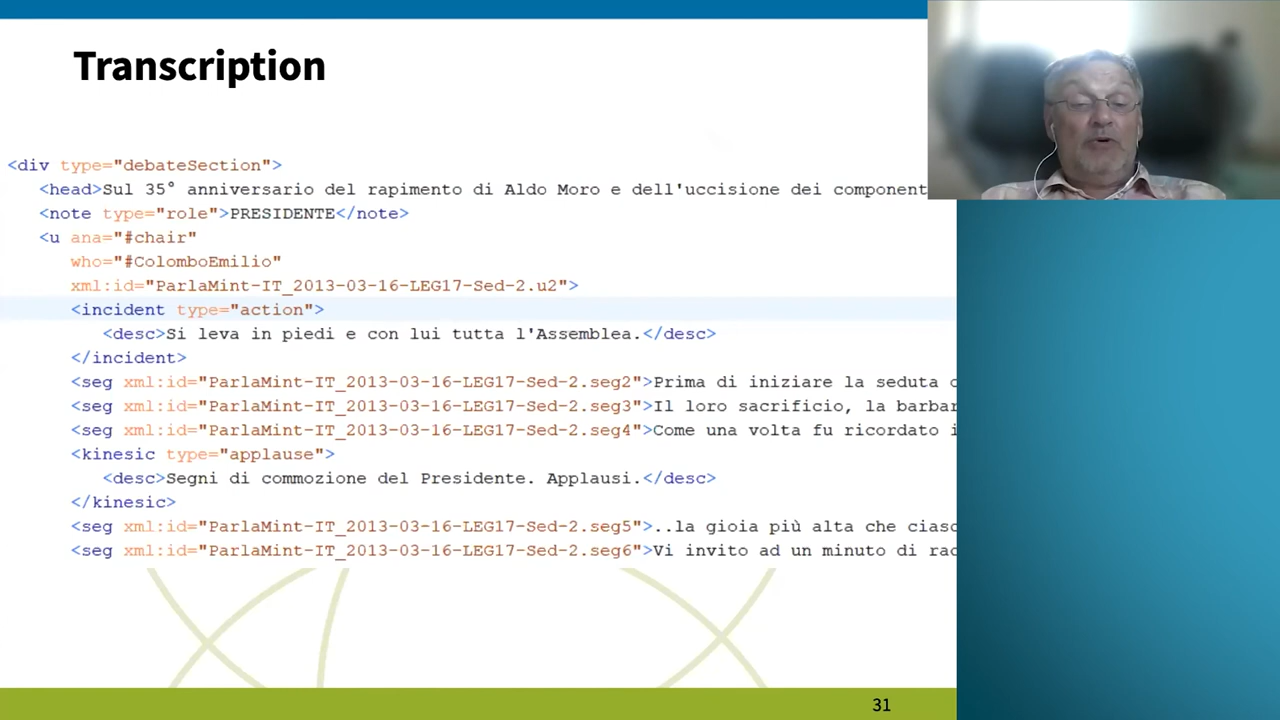 Transcription
<div type="debateSection">
<head>Sul 35° anniversario del rapimento di Aldo Moro e dell'uccisione dei component
<note type="role">PRESIDENTE</note>
<u ana="#chair"
who="#ColomboEmilio"
xml:id="ParlaMint-IT_2013-03-16-LEG17-Sed-2.u2">
<incident type="action">
<desc>Si leva in piedi e con lui tutta l'Assemblea.</desc>
</incident>
<seg xml:id="ParlaMint-IT_2013-03-16-LEG17-Sed-2.seg2">Prima di iniziare la seduta
<seg xml:id="ParlaMint-IT_2013-03-16-LEG17-Sed-2.seg3">Il loro sacrificio, la barbar
<seg xml:id="ParlaMint-IT_2013-03-16-LEG17-Sed-2.seg4">Come una volta fu ricordato i
<kinesic type="applause">
<desc>Segni di commozione del Presidente. Applausi.</desc>
</kinesic>
<seg xml:id="ParlaMint-IT_2013-03-16-LEG17-Sed-2.seg5">..la gioia più alta che ciasc
<seg xml:id="ParlaMint-IT_2013-03-16-LEG17-Sed-2.seg6">Vi invito ad un minuto di rac
31